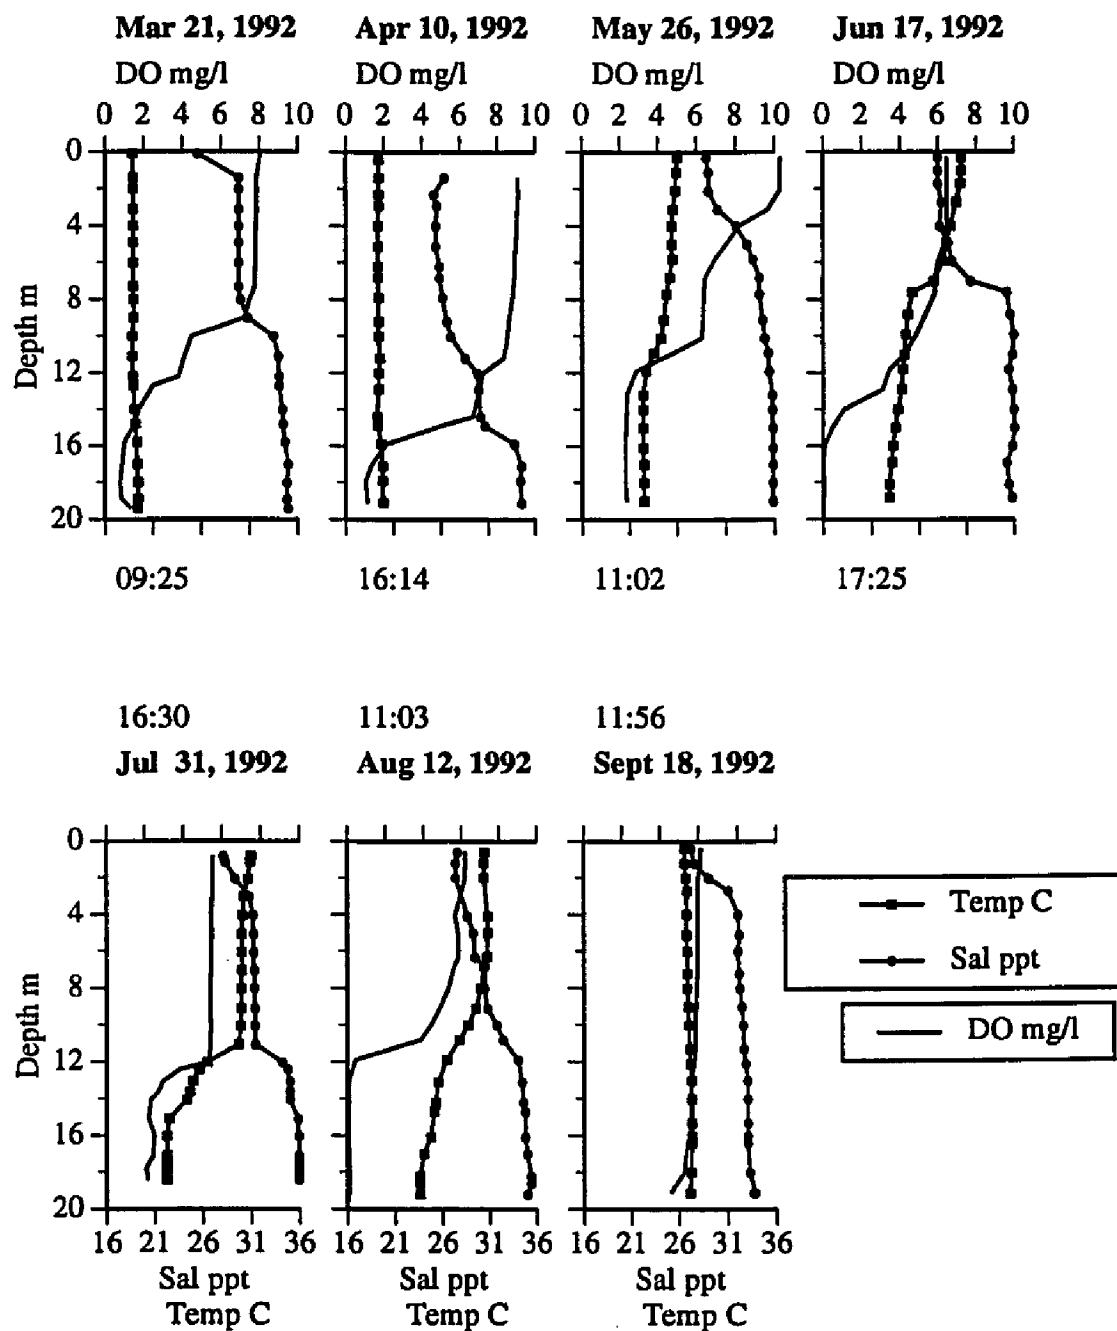 Mar 21, 1992 Apr 10, 1992 May 26, 1992 Jun 17, 1992
DO mg/l DO mg/l DO mg/l DO mg/l
0 2 4 6 8 10 0 2 4 6 8 10 0 2 4 6 8 10 0 2 4 6 8 10
0
4
8
Depth m
12
16
20
09:25 16:14 11:02 17:25
16:30 11:03 11:56
Jul 31, 1992 Aug 12, 1992 Sept 18, 1992
0
4
8
Depth m
12
16
20
Temp C
Sal ppt
DO mg/l
16 21 26 31 36 16 21 26 31 36 16 21 26 31 36
Sal ppt Sal ppt Sal ppt
Temp C Temp C Temp C